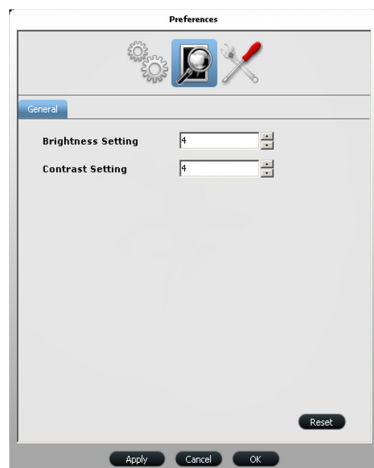 Preferences
General
Brightness Setting 4
Contrast Setting 4
Reset
Apply Cancel OK